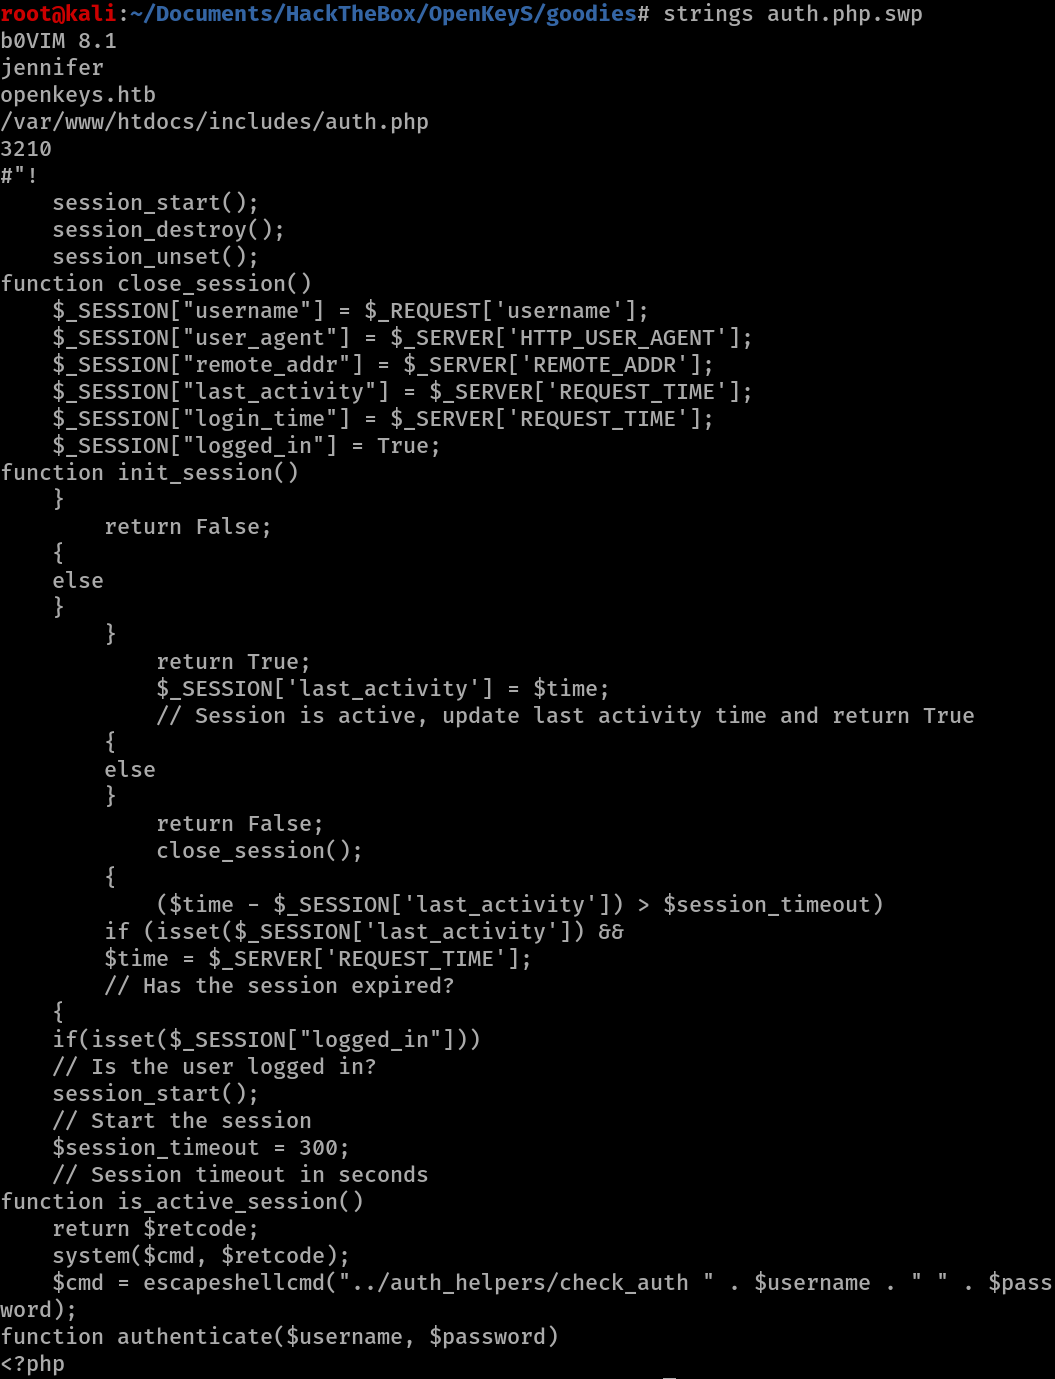 root@kali:~/Documents/HackTheBox/OpenKeyS/goodies# strings auth.php.swp
b0VIM 8.1
jennifer
openkeys.htb
/var/www/htdocs/includes/auth.php
3210
#"!
    session_start();
    session_destroy();
    session_unset();
function close_session()
    $_SESSION["username"] = $_REQUEST['username'];
    $_SESSION["user_agent"] = $_SERVER['HTTP_USER_AGENT'];
    $_SESSION["remote_addr"] = $_SERVER['REMOTE_ADDR'];
    $_SESSION["last_activity"] = $_SERVER['REQUEST_TIME'];
    $_SESSION["login_time"] = $_SERVER['REQUEST_TIME'];
    $_SESSION["logged_in"] = True;
function init_session()
    }
        return False;
    {
    else
    }
        }
            return True;
            $_SESSION['last_activity'] = $time;
            // Session is active, update last activity time and return True
        {
        else
        }
            return False;
            close_session();
        {
            ($time - $_SESSION['last_activity']) > $session_timeout)
        if (isset($_SESSION['last_activity']) &&
        $time = $_SERVER['REQUEST_TIME'];
        // Has the session expired?
    {
    if(isset($_SESSION["logged_in"]))
    // Is the user logged in?
    session_start();
    // Start the session
    $session_timeout = 300;
    // Session timeout in seconds
function is_active_session()
    return $retcode;
    system($cmd, $retcode);
    $cmd = escapeshellcmd("../auth_helpers/check_auth " . $username . " " . $pass
word);
function authenticate($username, $password)
<?php